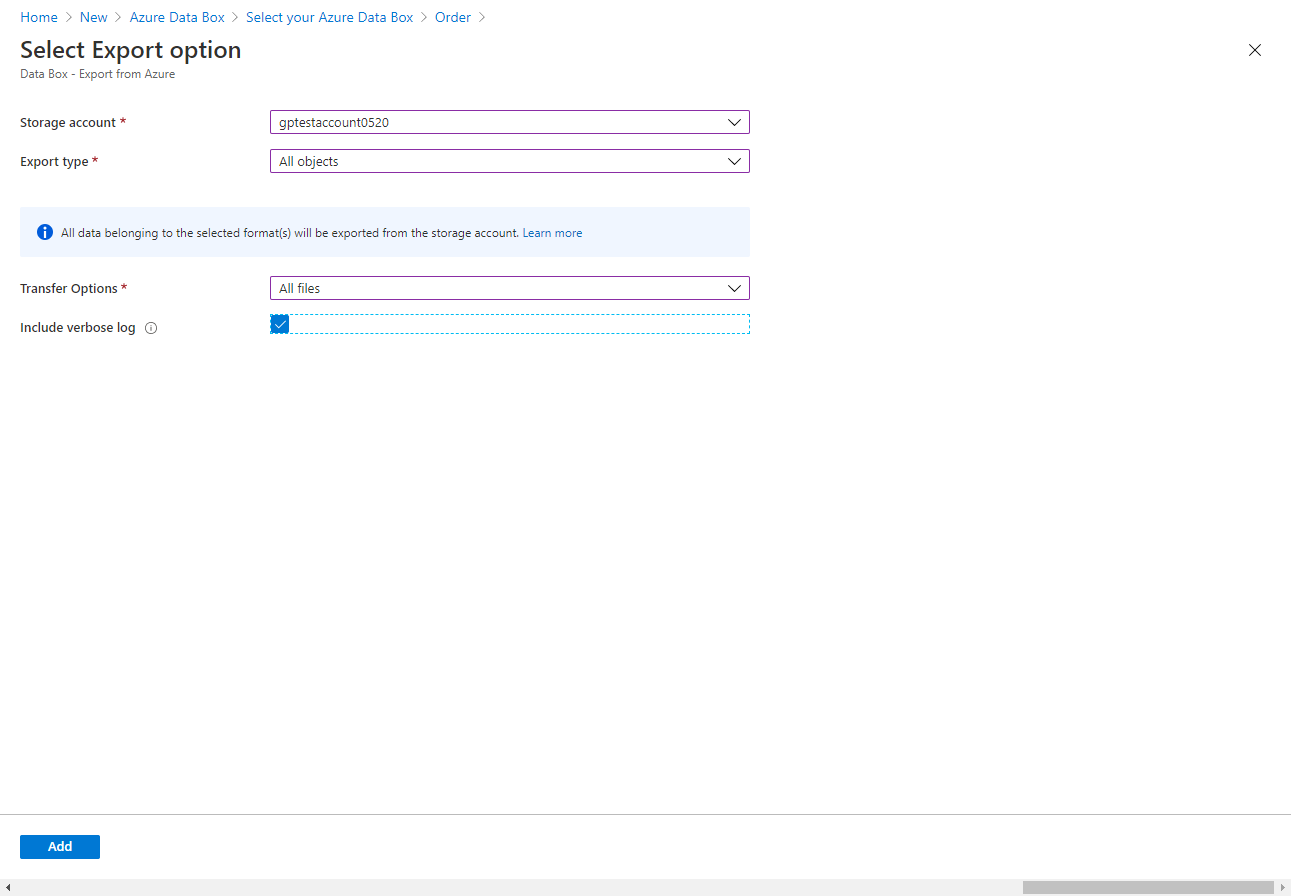 Home > New > Azure Data Box > Select your Azure Data Box > Order >
Select Export option
Data Box - Export from Azure
Storage account *
gptestaccount0520
Export type *
All objects
All data belonging to the selected format(s) will be exported from the storage account. Learn more
Transfer Options *
All files
Include verbose log
Add